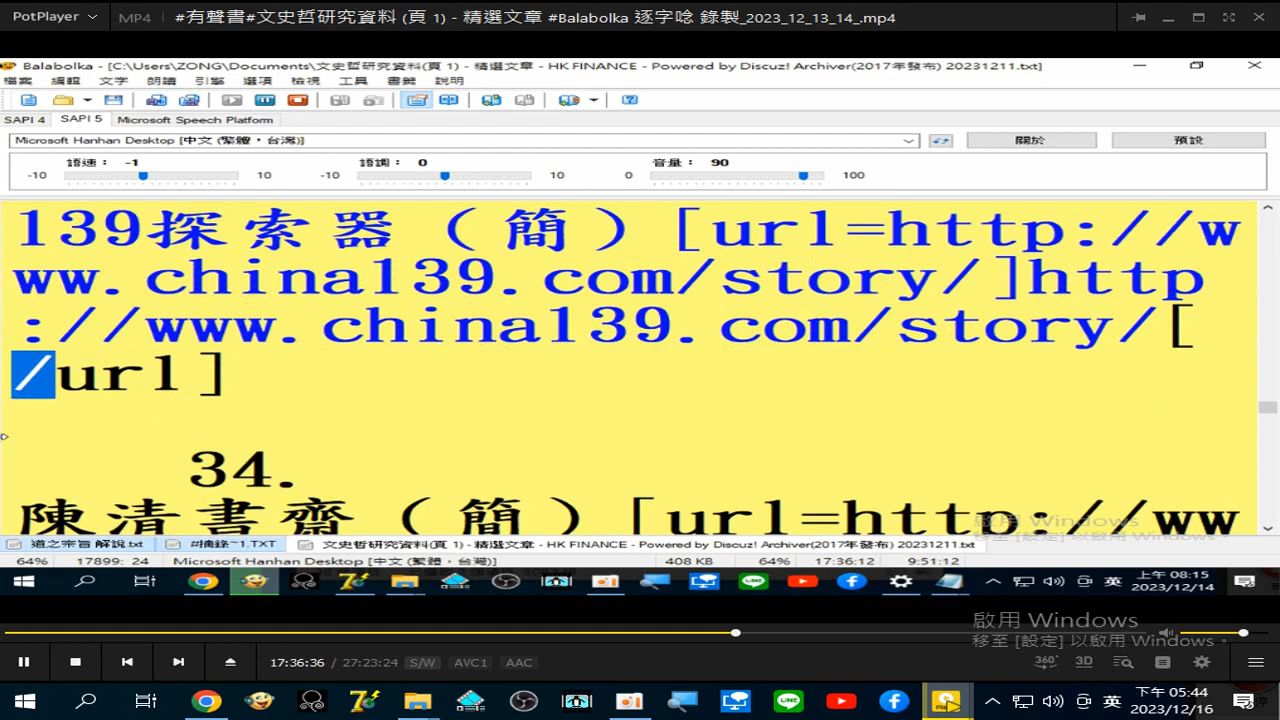 PotPlayer
MP4
#有聲書#文史哲研究資料 (頁 1) - 精選文章 #Balabolka 逐字唸 錄製_2023_12_13_14_.mp4
Balabolka - [C:\Users\ZONG\Documents\文史哲研究資料(頁 1) - 精選文章 - HK FINANCE - Powered by Discuz! Archiver(2017年發布) 20231211.txt]
檔案 編輯 文字 朗讀 引擎 選項 檢視 工具 書籤 說明
SAPI 4 SAPI 5 Microsoft Speech Platform
Microsoft Hanhan Desktop [中文 (繁體，台灣)]
關於 預設
語速： -1 語調： 0 音量： 90
-10 10 -10 10 0 100
139探索器（簡）[url=http://w
ww.china139.com/story/]http
://www.china139.com/story/[
/url]
34.
陳清書齋（簡）[url=http://ww
啟用 Windows
移至 [設定] 以啟用 Windows。
道之宗旨 解說.txt #摘錄~1.TXT 文史哲研究資料(頁 1) - 精選文章 - HK FINANCE - Powered by Discuz! Archiver(2017年發布) 20231211.txt
64% 17899: 24 Microsoft Hanhan Desktop [中文 (繁體，台灣)] 408 KB 64% 17:36:12 9:51:12
英 上午 08:15
2023/12/14
啟用 Windows
移至 [設定] 以啟用 Windows。
17:36:36 / 27:23:24 S/W AVC1 AAC
360° 3D
英 下午 05:44
2023/12/16